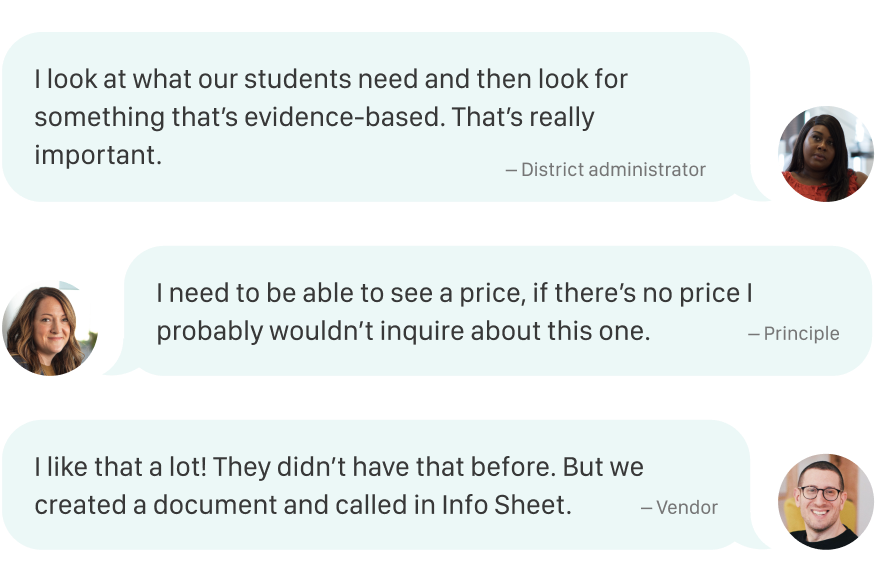 I look at what our students need and then look for
something that’s evidence-based. That’s really
important.
– District administrator
I need to be able to see a price, if there’s no price I
probably wouldn’t inquire about this one.
– Principle
I like that a lot! They didn’t have that before. But we
created a document and called in Info Sheet.
– Vendor